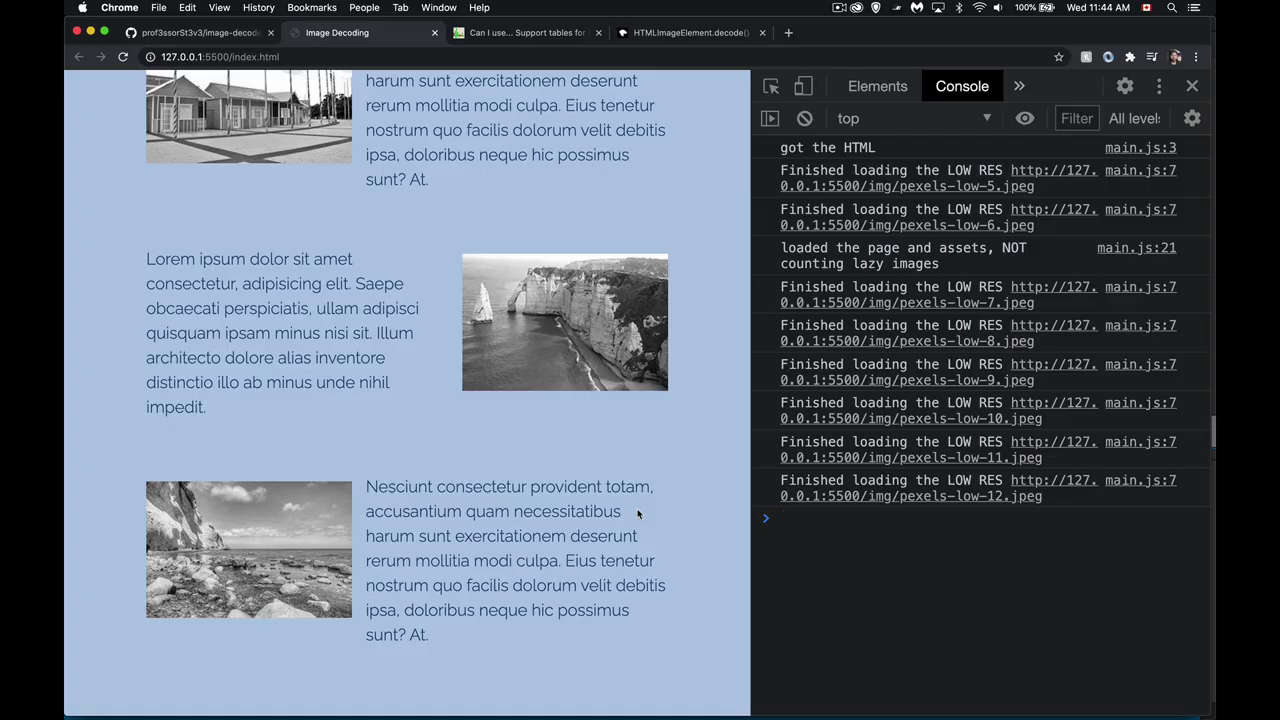 Chrome File Edit View History Bookmarks People Tab Window Help 100% Wed 11:44 AM
prof3ssorSt3v3/image-decod Image Decoding Can I use... Support tables for HTMLImageElement.decode()
127.0.0.1:5500/index.html
harum sunt exercitationem deserunt
rerum mollitia modi culpa. Eius tenetur
nostrum quo facilis dolorum velit debitis
ipsa, doloribus neque hic possimus
sunt? At.
Lorem ipsum dolor sit amet
consectetur, adipisicing elit. Saepe
obcaecati perspiciatis, ullam adipisci
quisquam ipsam minus nisi sit. Illum
architecto dolore alias inventore
distinctio illo ab minus unde nihil
impedit.
Nesciunt consectetur provident totam,
accusantium quam necessitatibus
harum sunt exercitationem deserunt
rerum mollitia modi culpa. Eius tenetur
nostrum quo facilis dolorum velit debitis
ipsa, doloribus neque hic possimus
sunt? At.
Elements Console »
top Filter All levels
got the HTML main.js:3
Finished loading the LOW RES http://127. main.js:7
0.0.1:5500/img/pexels-low-5.jpeg
Finished loading the LOW RES http://127. main.js:7
0.0.1:5500/img/pexels-low-6.jpeg
loaded the page and assets, NOT main.js:21
counting lazy images
Finished loading the LOW RES http://127. main.js:7
0.0.1:5500/img/pexels-low-7.jpeg
Finished loading the LOW RES http://127. main.js:7
0.0.1:5500/img/pexels-low-8.jpeg
Finished loading the LOW RES http://127. main.js:7
0.0.1:5500/img/pexels-low-9.jpeg
Finished loading the LOW RES http://127. main.js:7
0.0.1:5500/img/pexels-low-10.jpeg
Finished loading the LOW RES http://127. main.js:7
0.0.1:5500/img/pexels-low-11.jpeg
Finished loading the LOW RES http://127. main.js:7
0.0.1:5500/img/pexels-low-12.jpeg